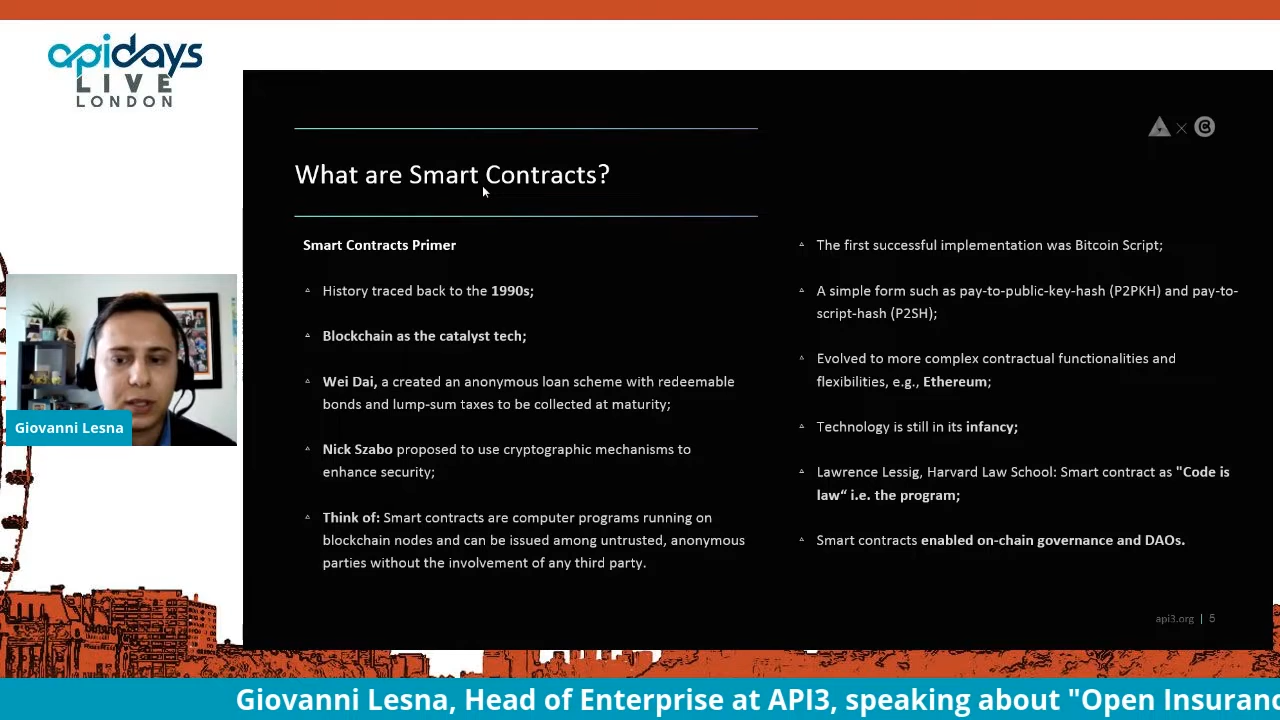 apidays
LIVE
LONDON
What are Smart Contracts?
Smart Contracts Primer
History traced back to the 1990s;
Blockchain as the catalyst tech;
Wei Dai, a created an anonymous loan scheme with redeemable
bonds and lump-sum taxes to be collected at maturity;
Nick Szabo proposed to use cryptographic mechanisms to
enhance security;
Think of: Smart contracts are computer programs running on
blockchain nodes and can be issued among untrusted, anonymous
parties without the involvement of any third party.
The first successful implementation was Bitcoin Script;
A simple form such as pay-to-public-key-hash (P2PKH) and pay-to-
script-hash (P2SH);
Evolved to more complex contractual functionalities and
flexibilities, e.g., Ethereum;
Technology is still in its infancy;
Lawrence Lessig, Harvard Law School: Smart contract as "Code is
law“ i.e. the program;
Smart contracts enabled on-chain governance and DAOs.
api3.org | 5
Giovanni Lesna
Giovanni Lesna, Head of Enterprise at API3, speaking about "Open Insuranc